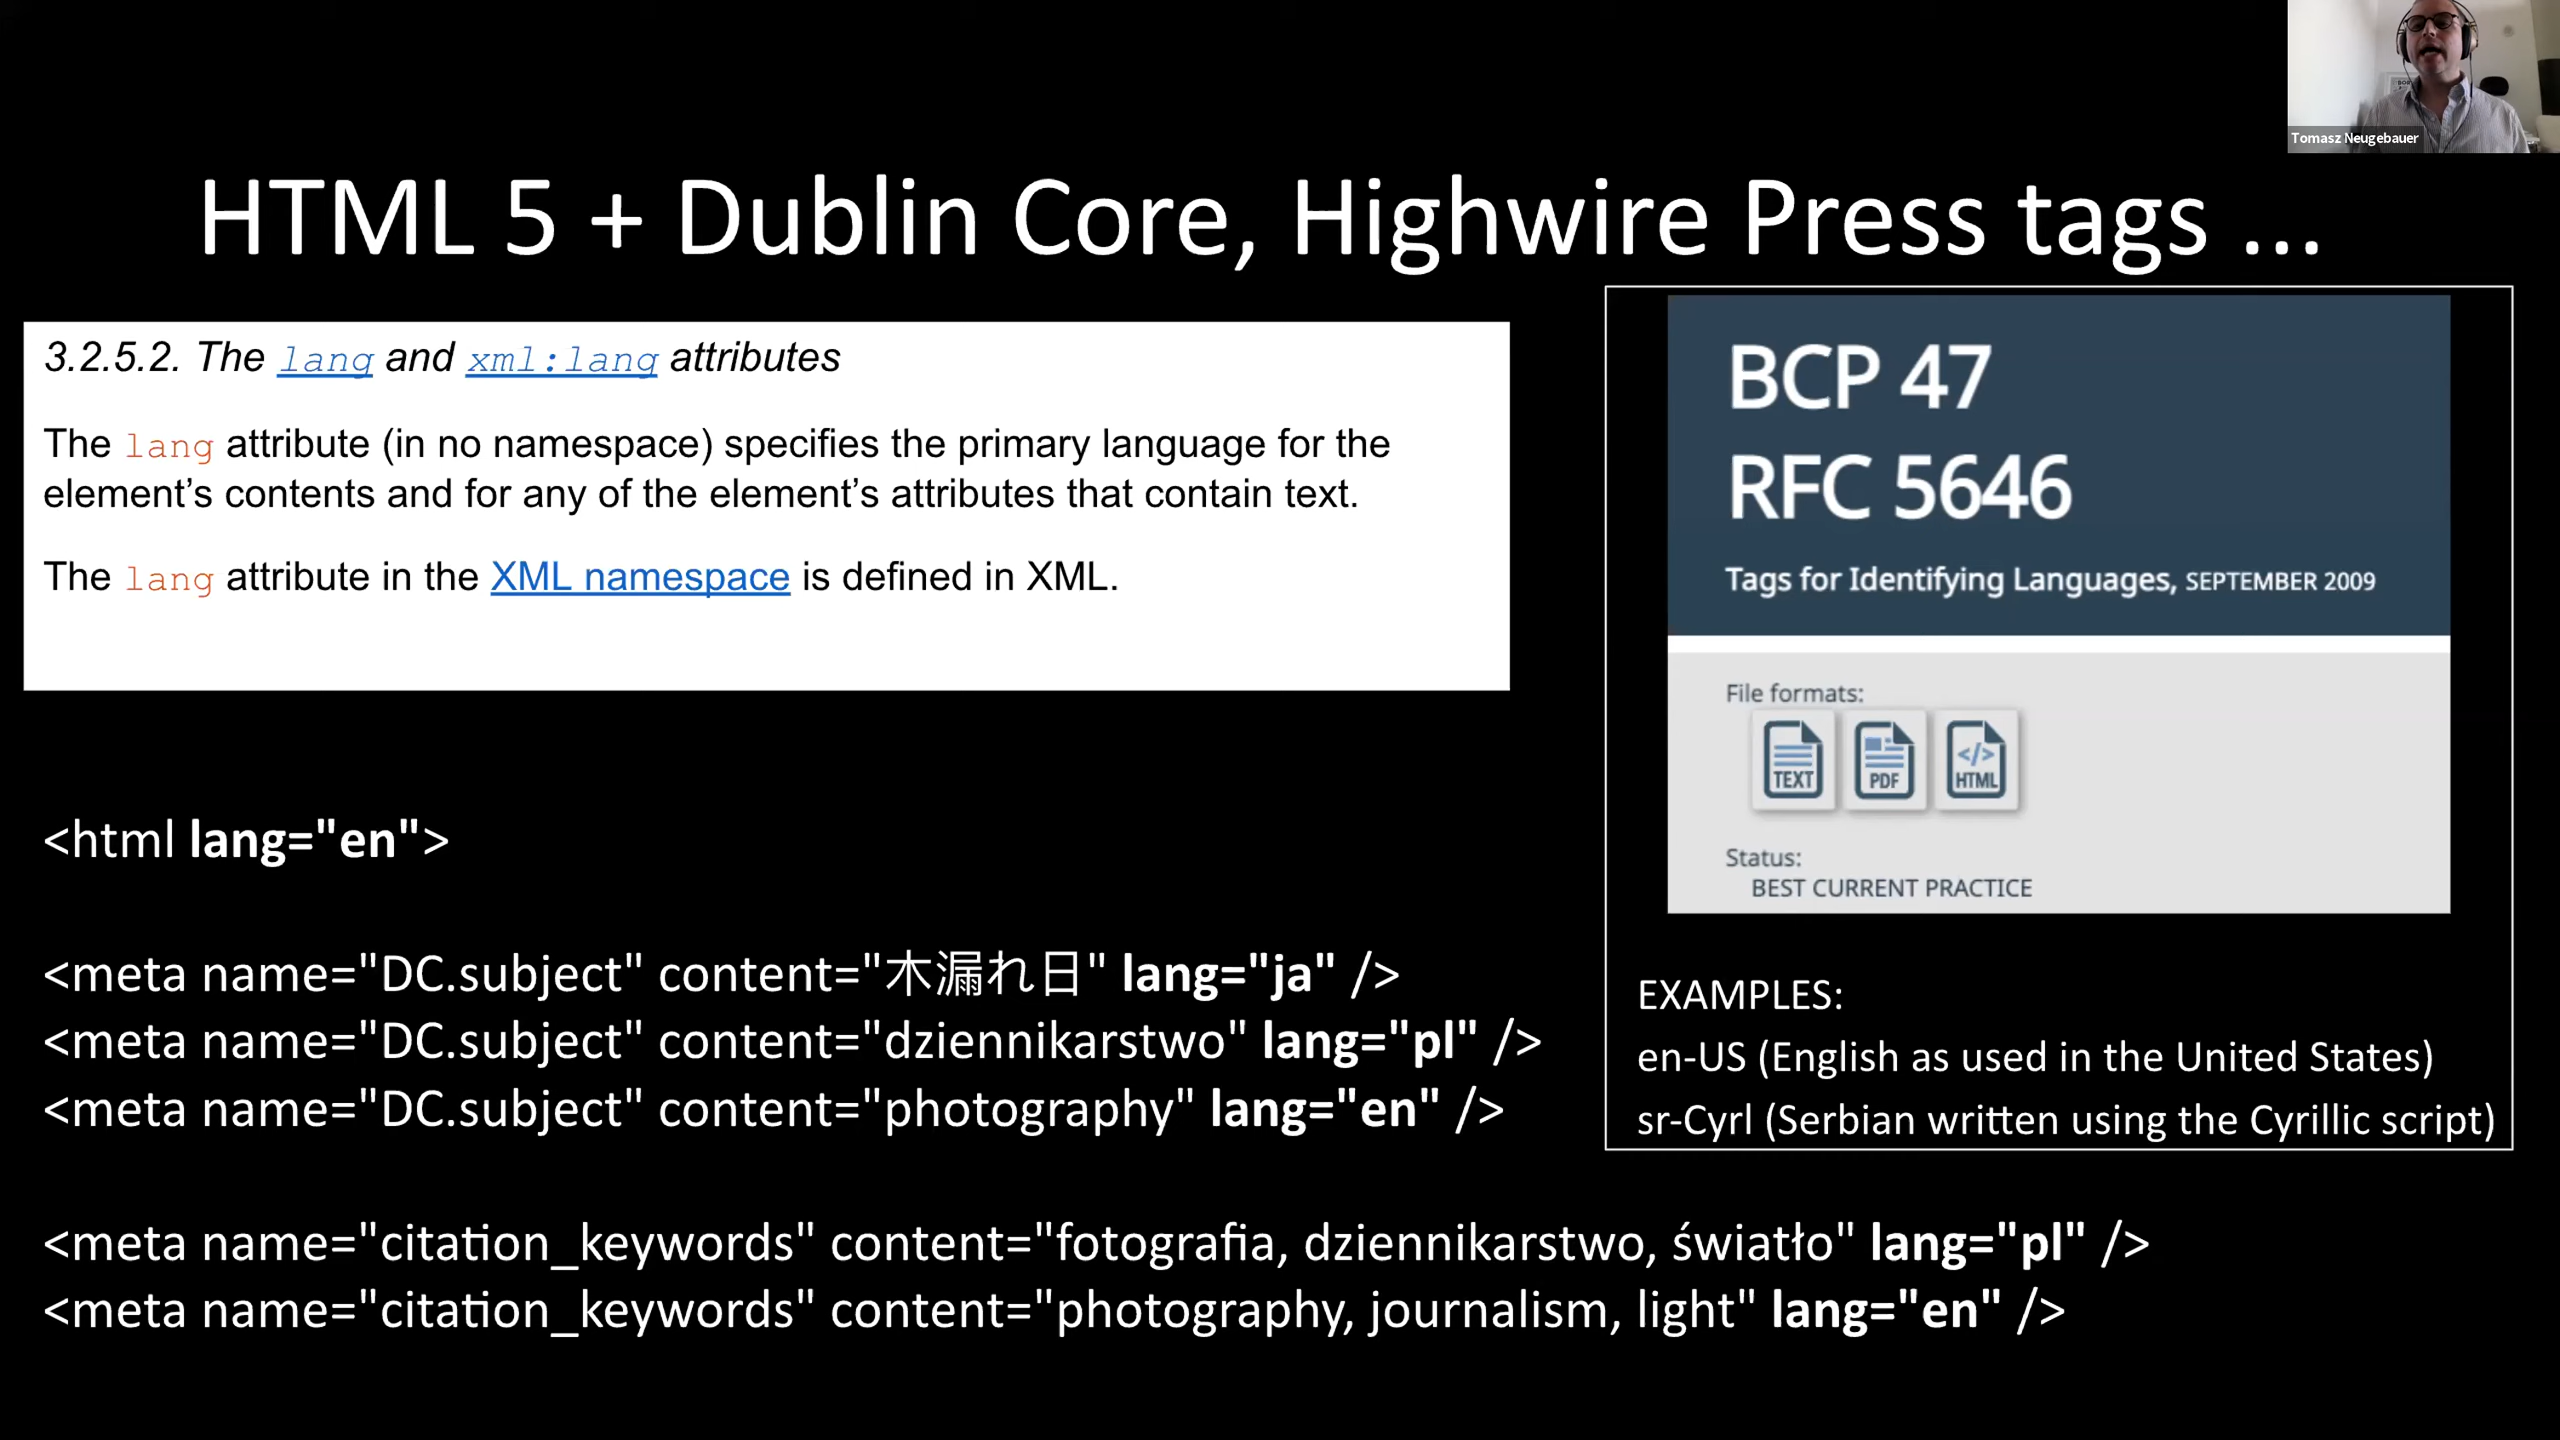 Tomasz Neugebauer
HTML 5 + Dublin Core, Highwire Press tags ...
3.2.5.2. The lang and xml:lang attributes
The lang attribute (in no namespace) specifies the primary language for the
element’s contents and for any of the element’s attributes that contain text.
The lang attribute in the XML namespace is defined in XML.
<html lang="en">
<meta name="DC.subject" content="木漏れ日" lang="ja" />
<meta name="DC.subject" content="dziennikarstwo" lang="pl" />
<meta name="DC.subject" content="photography" lang="en" />
<meta name="citation_keywords" content="fotografia, dziennikarstwo, światło" lang="pl" />
<meta name="citation_keywords" content="photography, journalism, light" lang="en" />
BCP 47
RFC 5646
Tags for Identifying Languages, SEPTEMBER 2009
File formats:
TEXT PDF </> HTML
Status:
BEST CURRENT PRACTICE
EXAMPLES:
en-US (English as used in the United States)
sr-Cyrl (Serbian written using the Cyrillic script)